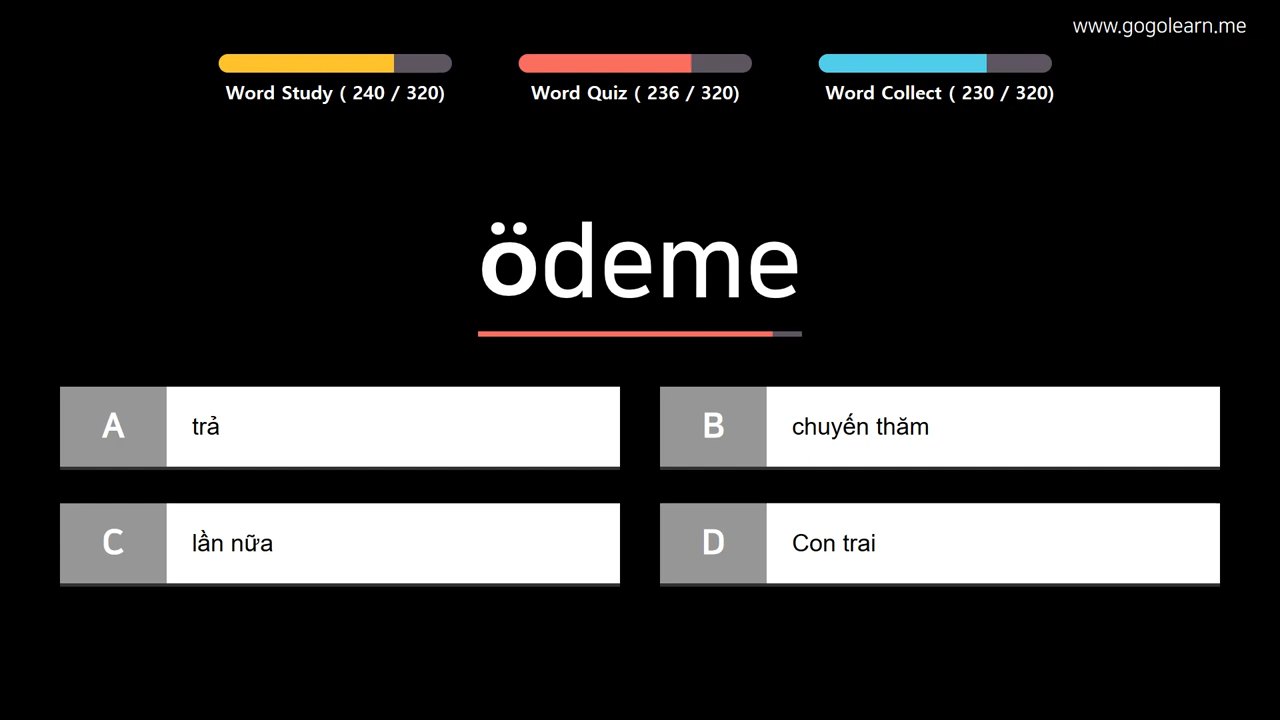 www.gogolearn.me
Word Study ( 240 / 320)
Word Quiz ( 236 / 320)
Word Collect ( 230 / 320)
ödeme
A trả
B chuyến thăm
C lần nữa
D Con trai